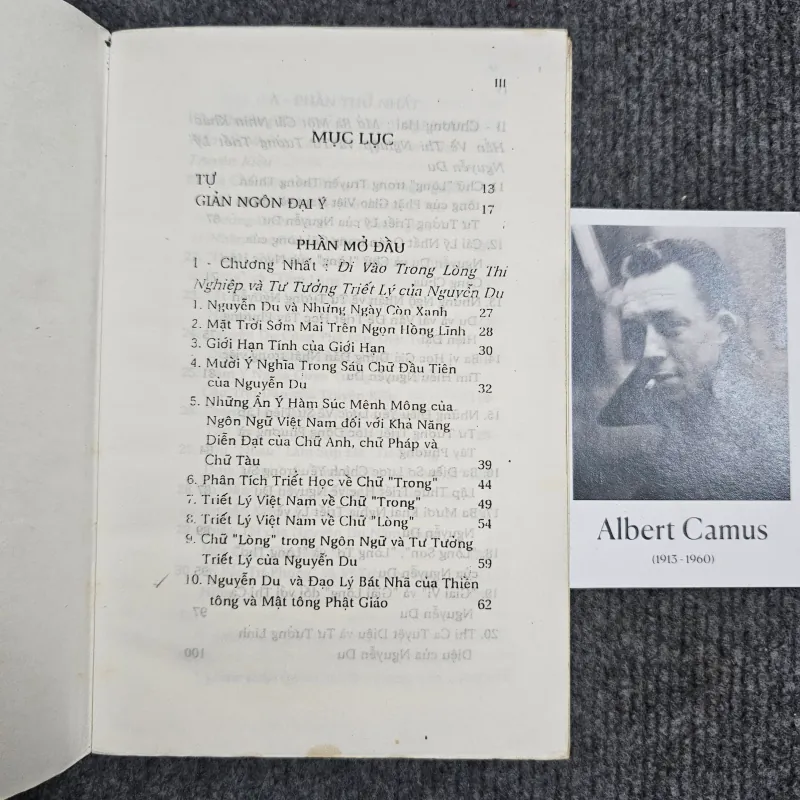 III
MỤC LỤC
TỰ 13
GIẢN NGÔN ĐẠI Ý 17
PHẦN MỞ ĐẦU
I - Chương Nhất : Đi Vào Trong Lòng Thi
Nghiệp và Tư Tưởng Triết Lý của Nguyễn Du
1. Nguyễn Du và Những Ngày Còn Xanh 27
2. Mặt Trời Sớm Mai Trên Ngọn Hồng Lĩnh 28
3. Giới Hạn Tính của Giới Hạn 30
4. Mười Ý Nghĩa Trong Sáu Chữ Đầu Tiên
của Nguyễn Du 32
5. Những Ẩn Ý Hàm Súc Mênh Mông của
Ngôn Ngữ Việt Nam đối với Khả Năng
Diễn Đạt của Chữ Anh, chữ Pháp và
Chữ Tàu 39
6. Phân Tích Triết Học về Chữ "Trong" 44
7. Triết Lý Việt Nam về Chữ "Trong" 49
8. Triết Lý Việt Nam về Chữ "Lòng" 54
9. Chữ "Lòng" trong Ngôn Ngữ và Tư Tưởng
Triết Lý của Nguyễn Du 59
10. Nguyễn Du và Đạo Lý Bát Nhã của Thiền
tông và Mật tông Phật Giáo 62
Albert Camus
(1913 - 1960)